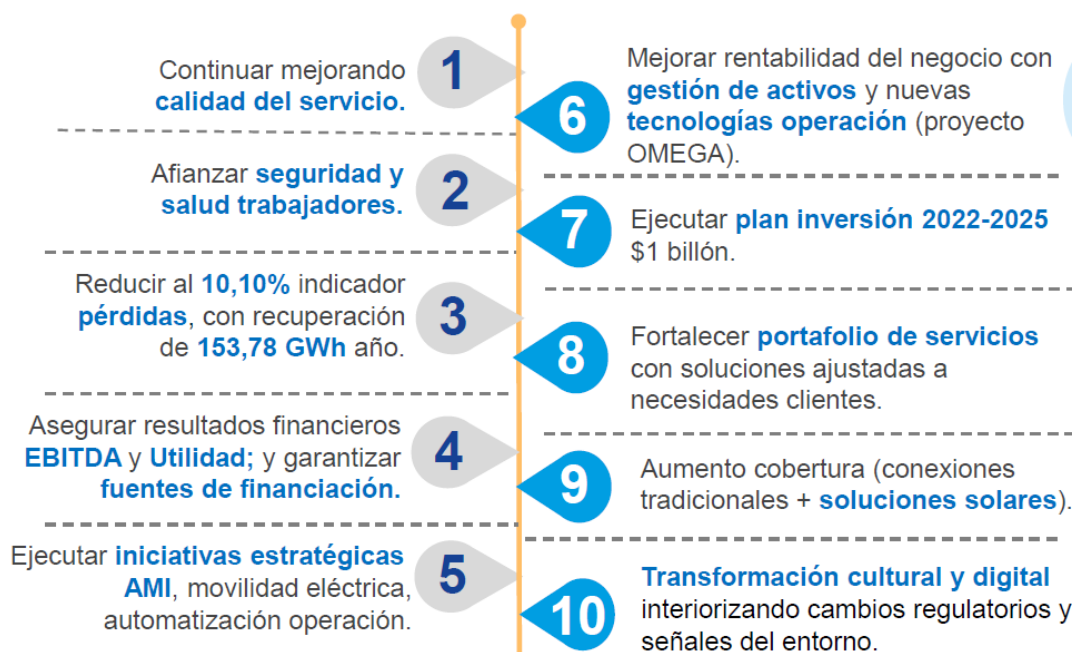 1
Continuar mejorando
calidad del servicio.
2
Afianzar seguridad y
salud trabajadores.
3
Reducir al 10,10% indicador
pérdidas, con recuperación
de 153,78 GWh año.
4
Asegurar resultados financieros
EBITDA y Utilidad; y garantizar
fuentes de financiación.
5
Ejecutar iniciativas estratégicas
AMI, movilidad eléctrica,
automatización operación.
6
Mejorar rentabilidad del negocio con
gestión de activos y nuevas
tecnologías operación (proyecto
OMEGA).
7
Ejecutar plan inversión 2022-2025
$1 billón.
8
Fortalecer portafolio de servicios
con soluciones ajustadas a
necesidades clientes.
9
Aumento cobertura (conexiones
tradicionales + soluciones solares).
10
Transformación cultural y digital
interiorizando cambios regulatorios y
señales del entorno.